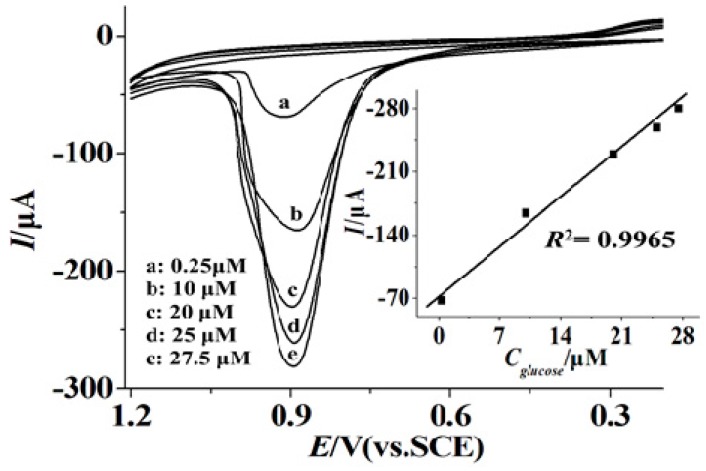 0
-100
-200
-300
I/µA
1.2
0.9
0.6
0.3
E/V(vs.SCE)
a
b
c
d
e
a: 0.25µM
b: 10 µM
c: 20 µM
d: 25 µM
c: 27.5 µM
-280
-210
-140
-70
I/µA
R²= 0.9965
0
7
14
21
28
C glucose/µM